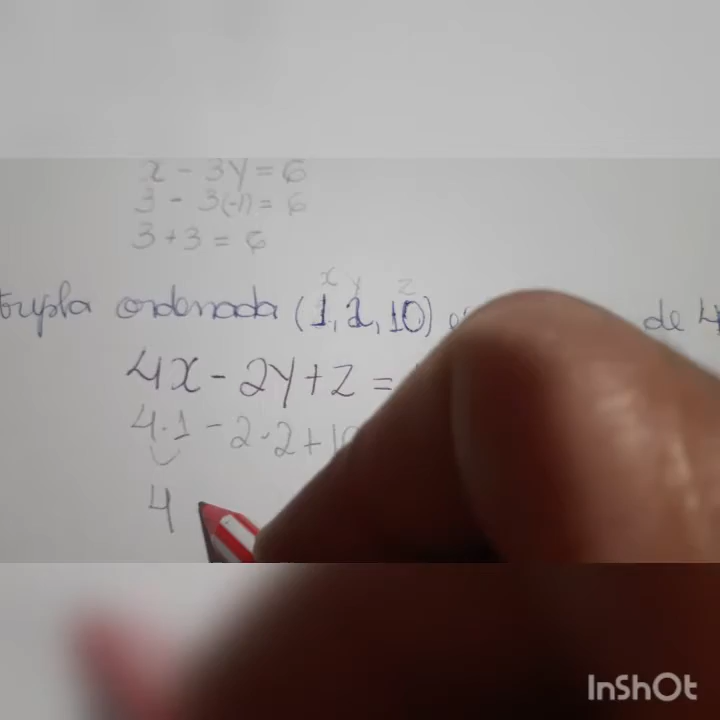 x - 3y = 6
3 - 3(-1) = 6
3 + 3 = 6
x y z
ordenada (1, 2, 10) de 4
4x - 2y + z =
4 . 1 - 2 . 2 + 10
4
InShOt